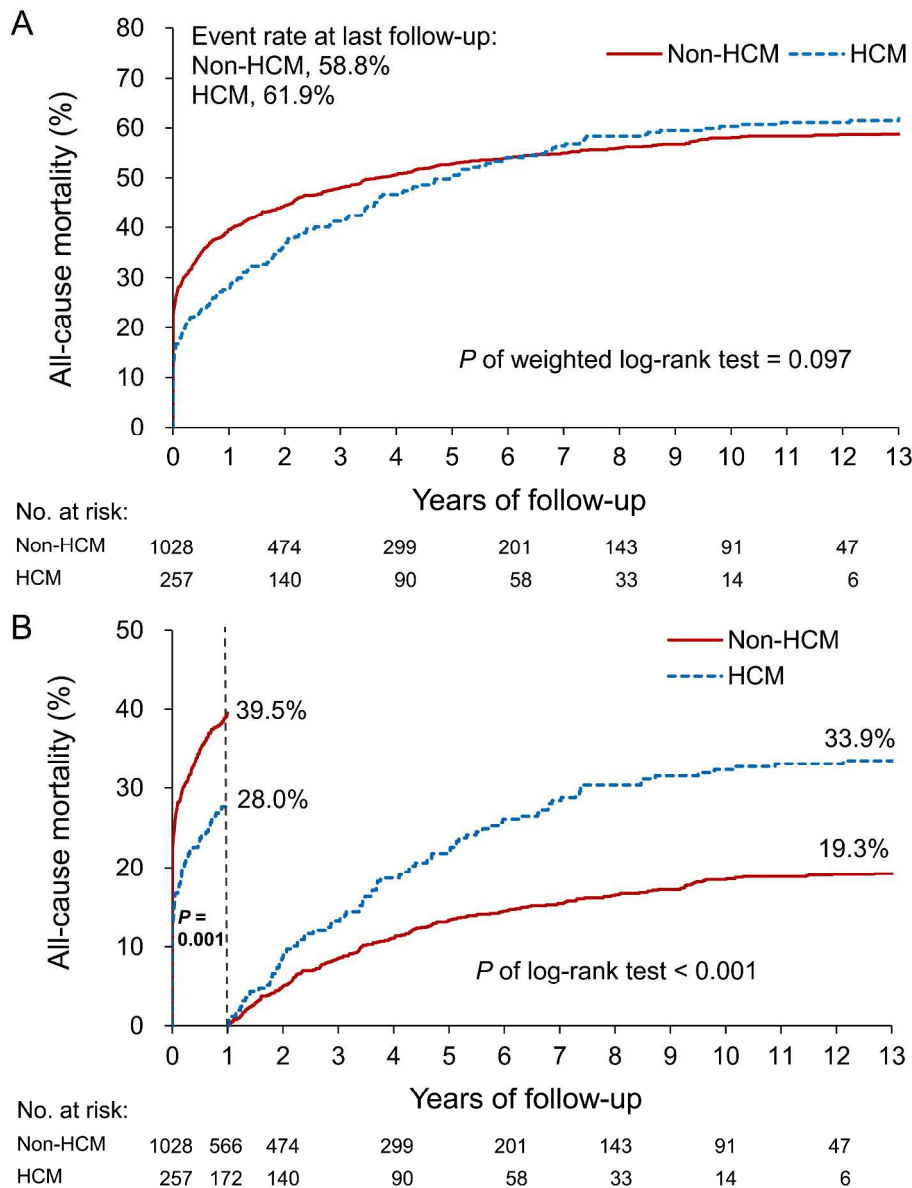 A
Event rate at last follow-up:
Non-HCM, 58.8%
HCM, 61.9%
Non-HCM HCM
All-cause mortality (%)
80
70
60
50
40
30
20
10
0
P of weighted log-rank test = 0.097
0 1 2 3 4 5 6 7 8 9 10 11 12 13
Years of follow-up
No. at risk:
Non-HCM 1028 474 299 201 143 91 47
HCM 257 140 90 58 33 14 6
B
Non-HCM
HCM
All-cause mortality (%)
50
40
30
20
10
0
39.5%
28.0%
33.9%
19.3%
P =
0.001
P of log-rank test < 0.001
0 1 2 3 4 5 6 7 8 9 10 11 12 13
Years of follow-up
No. at risk:
Non-HCM 1028 566 474 299 201 143 91 47
HCM 257 172 140 90 58 33 14 6